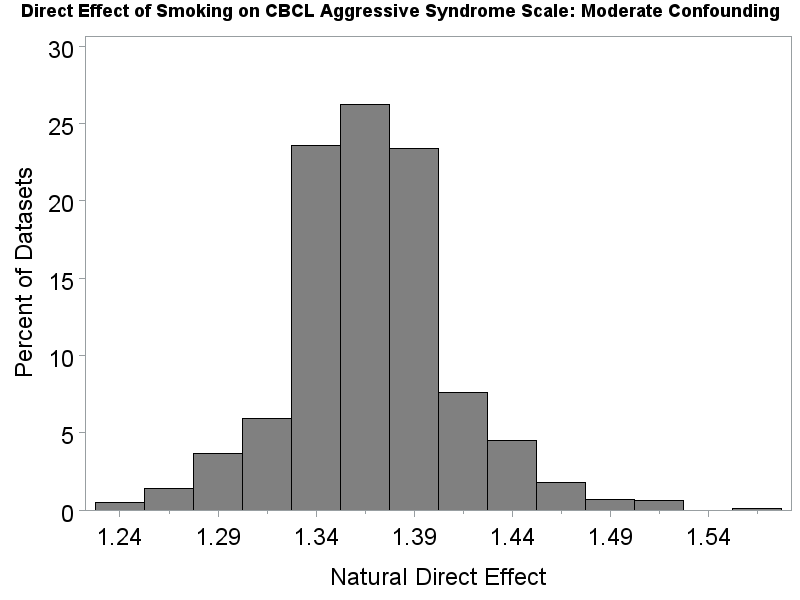 Direct Effect of Smoking on CBCL Aggressive Syndrome Scale: Moderate Confounding
30
25
20
15
10
5
0
Percent of Datasets
1.24 1.29 1.34 1.39 1.44 1.49 1.54
Natural Direct Effect